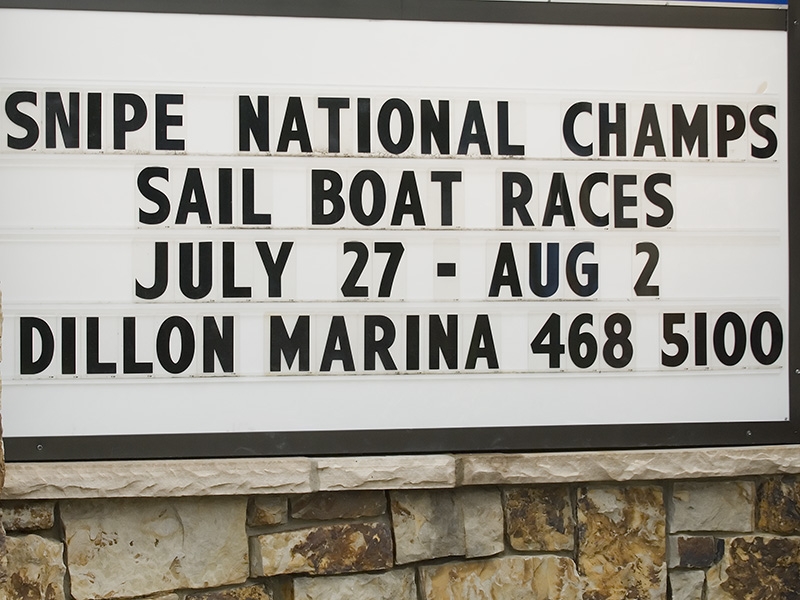 SNIPE NATIONAL CHAMPS
SAIL BOAT RACES
JULY 27 - AUG 2
DILLON MARINA 468 5100